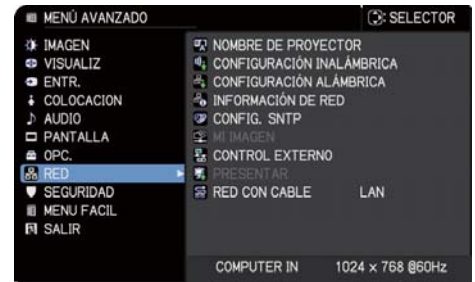 MENÚ AVANZADO
: SELECTOR
IMAGEN
VISUALIZ
ENTR.
COLOCACION
AUDIO
PANTALLA
OPC.
RED
SEGURIDAD
MENU FACIL
SALIR
NOMBRE DE PROYECTOR
CONFIGURACIÓN INALÁMBRICA
CONFIGURACIÓN ALÁMBRICA
INFORMACIÓN DE RED
CONFIG. SNTP
MI IMAGEN
CONTROL EXTERNO
PRESENTAR
RED CON CABLE LAN
COMPUTER IN 1024 x 768 @60Hz